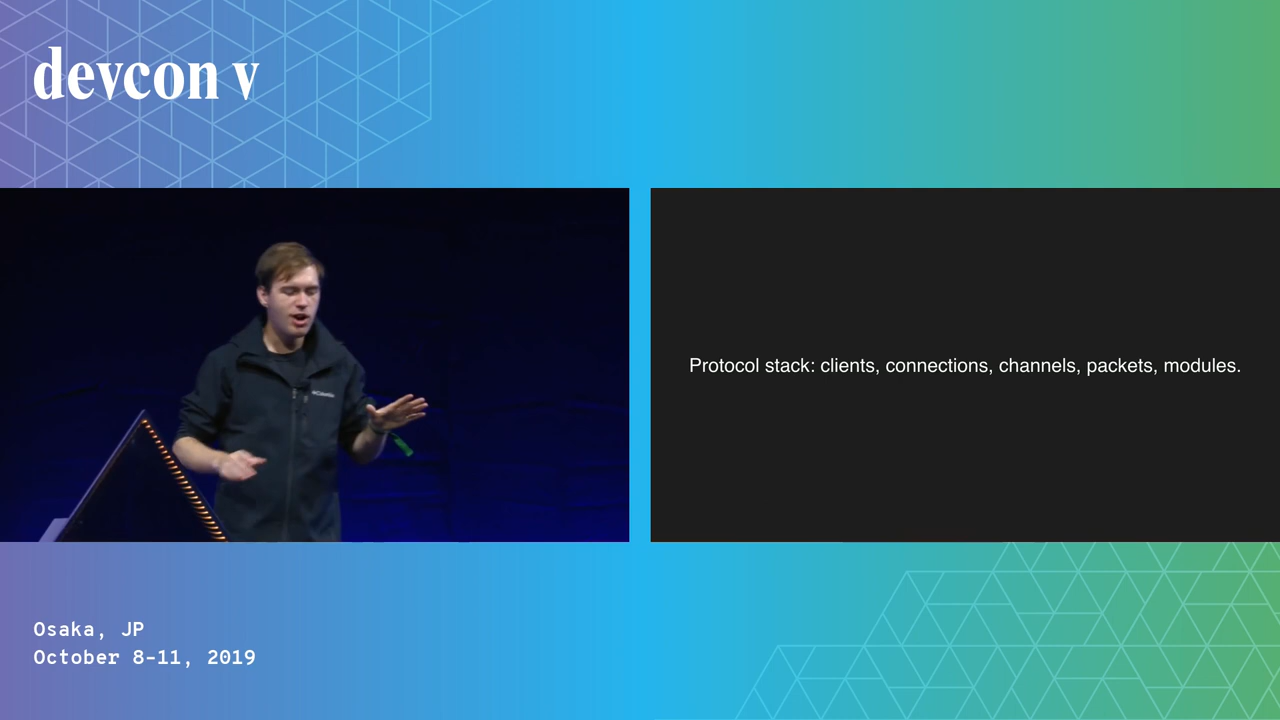 devcon v
Protocol stack: clients, connections, channels, packets, modules.
Osaka, JP
October 8-11, 2019